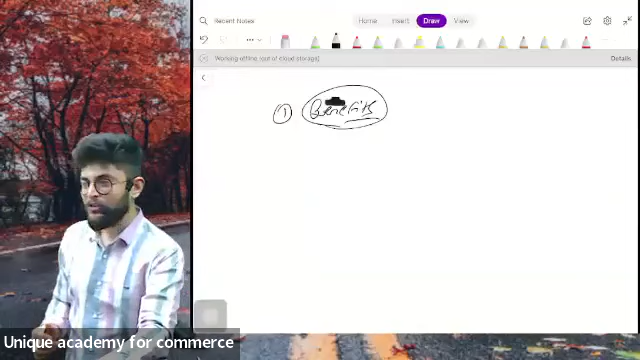 Recent Notes
Home Insert Draw View
Working offline (out of cloud storage)
Details
① Benefits
Unique academy for commerce